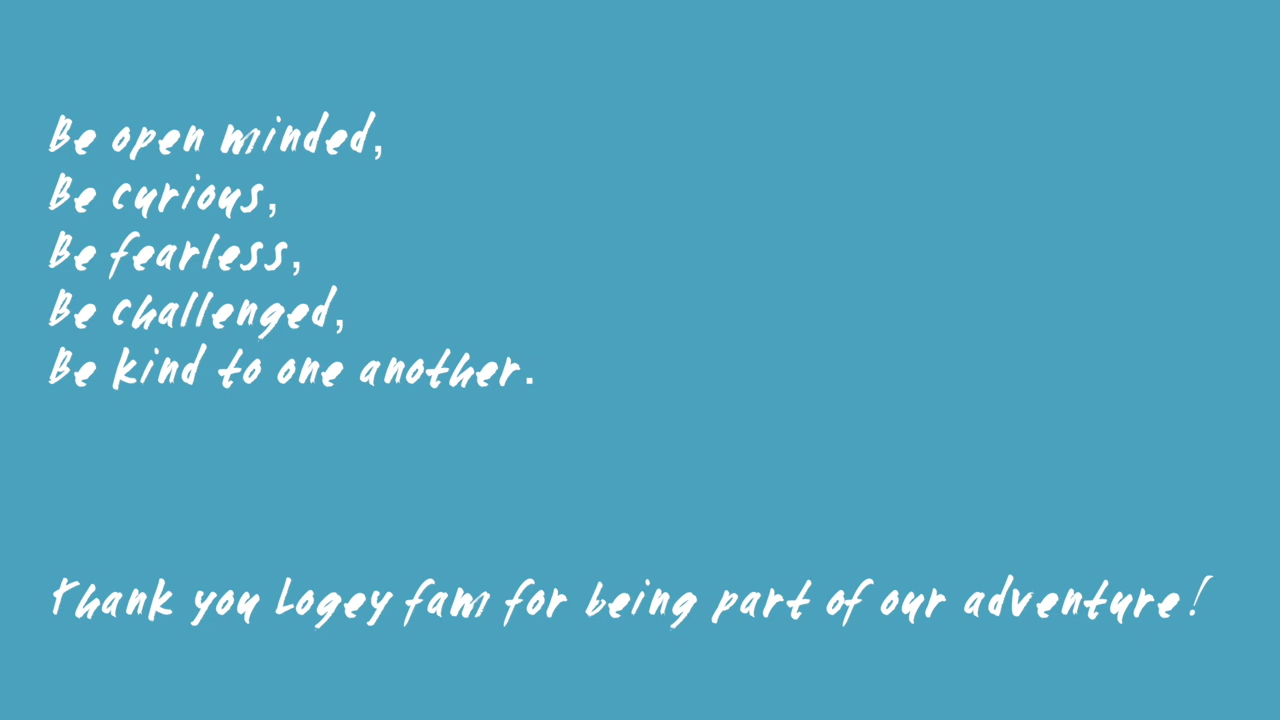 Be open minded,
Be curious,
Be fearless,
Be challenged,
Be kind to one another.
Thank you Logey fam for being part of our adventure!